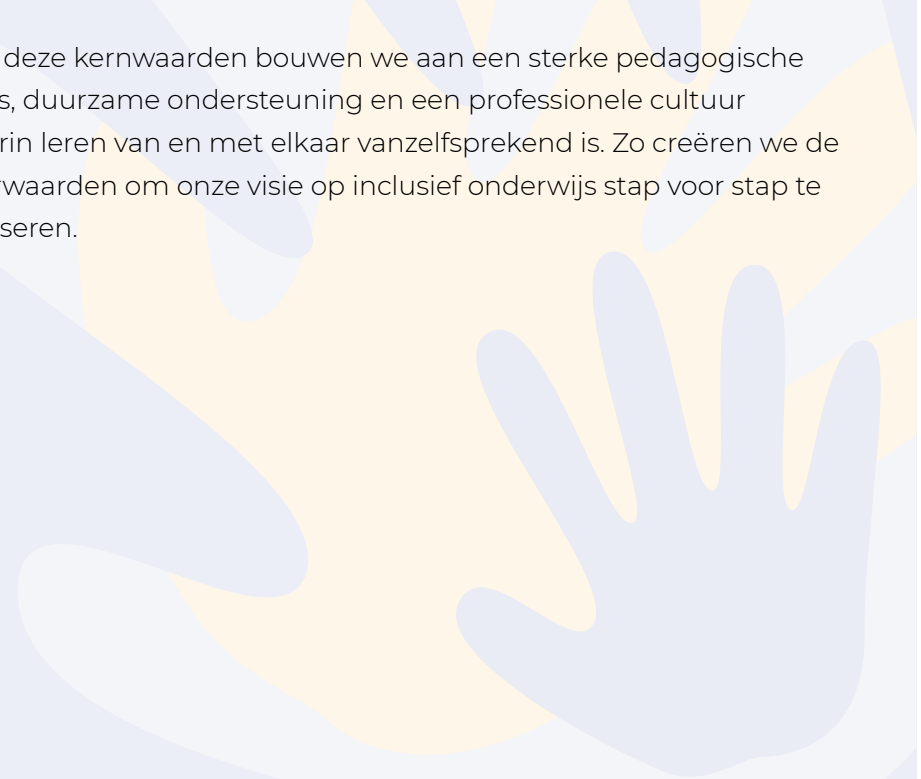 deze kernwaarden bouwen we aan een sterke pedagogische
s, duurzame ondersteuning en een professionele cultuur
rin leren van en met elkaar vanzelfsprekend is. Zo creëren we de
rwaarden om onze visie op inclusief onderwijs stap voor stap te
seren.